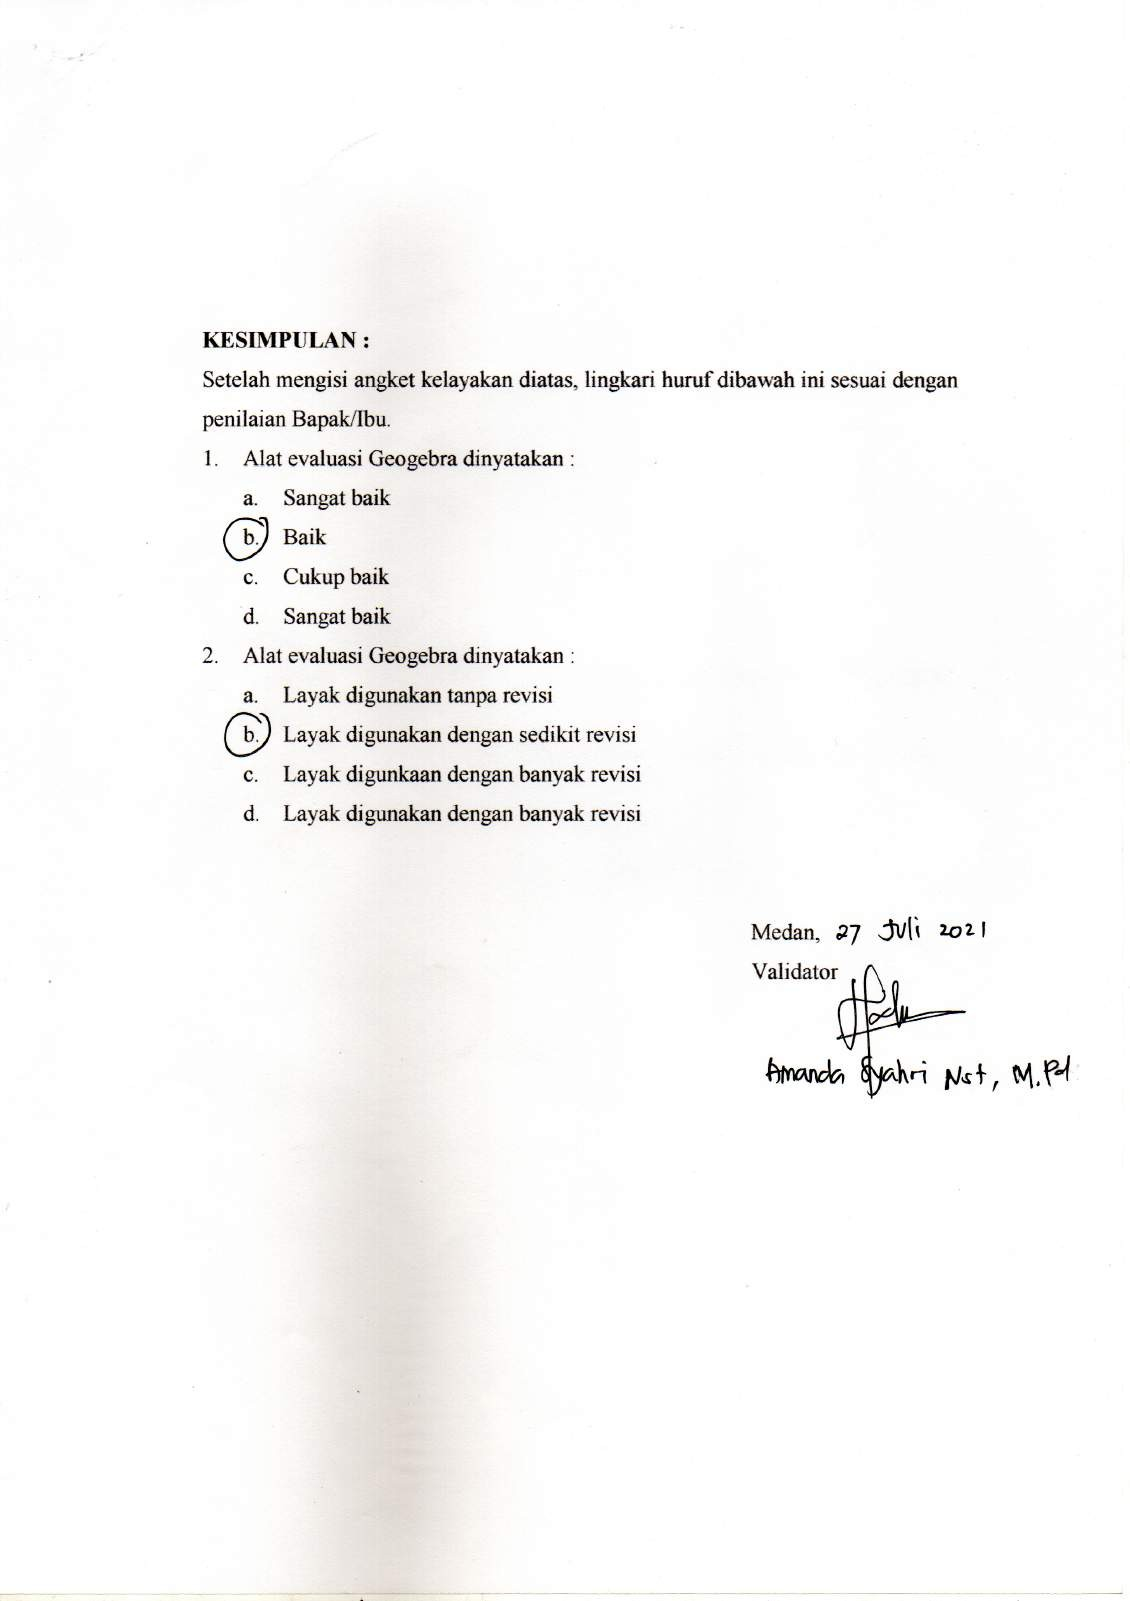 KESIMPULAN :
Setelah mengisi angket kelayakan diatas, lingkari huruf dibawah ini sesuai dengan
penilaian Bapak/Ibu.
1. Alat evaluasi Geogebra dinyatakan :
a. Sangat baik
b. Baik
c. Cukup baik
d. Sangat baik
2. Alat evaluasi Geogebra dinyatakan :
a. Layak digunakan tanpa revisi
b. Layak digunakan dengan sedikit revisi
c. Layak digunkaan dengan banyak revisi
d. Layak digunakan dengan banyak revisi
Medan, 27 Juli 2021
Validator
Amanda Syahri Nst, M.Pd